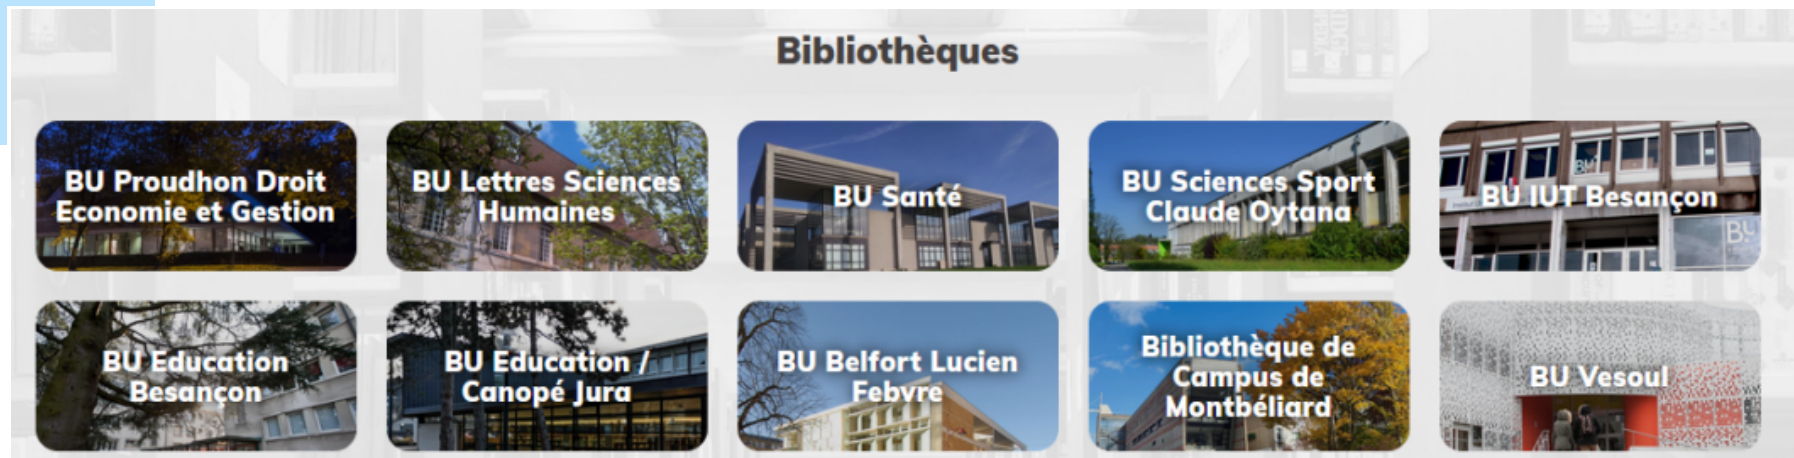 Bibliothèques
BU Proudhon Droit
Economie et Gestion
BU Lettres Sciences
Humaines
BU Santé
BU Sciences Sport
Claude Oytana
BU IUT Besançon
BU
BU
BU Education
Besançon
BU Education /
Canopé Jura
BU Belfort Lucien
Febvre
Bibliothèque de
Campus de
Montbéliard
BU Vesoul